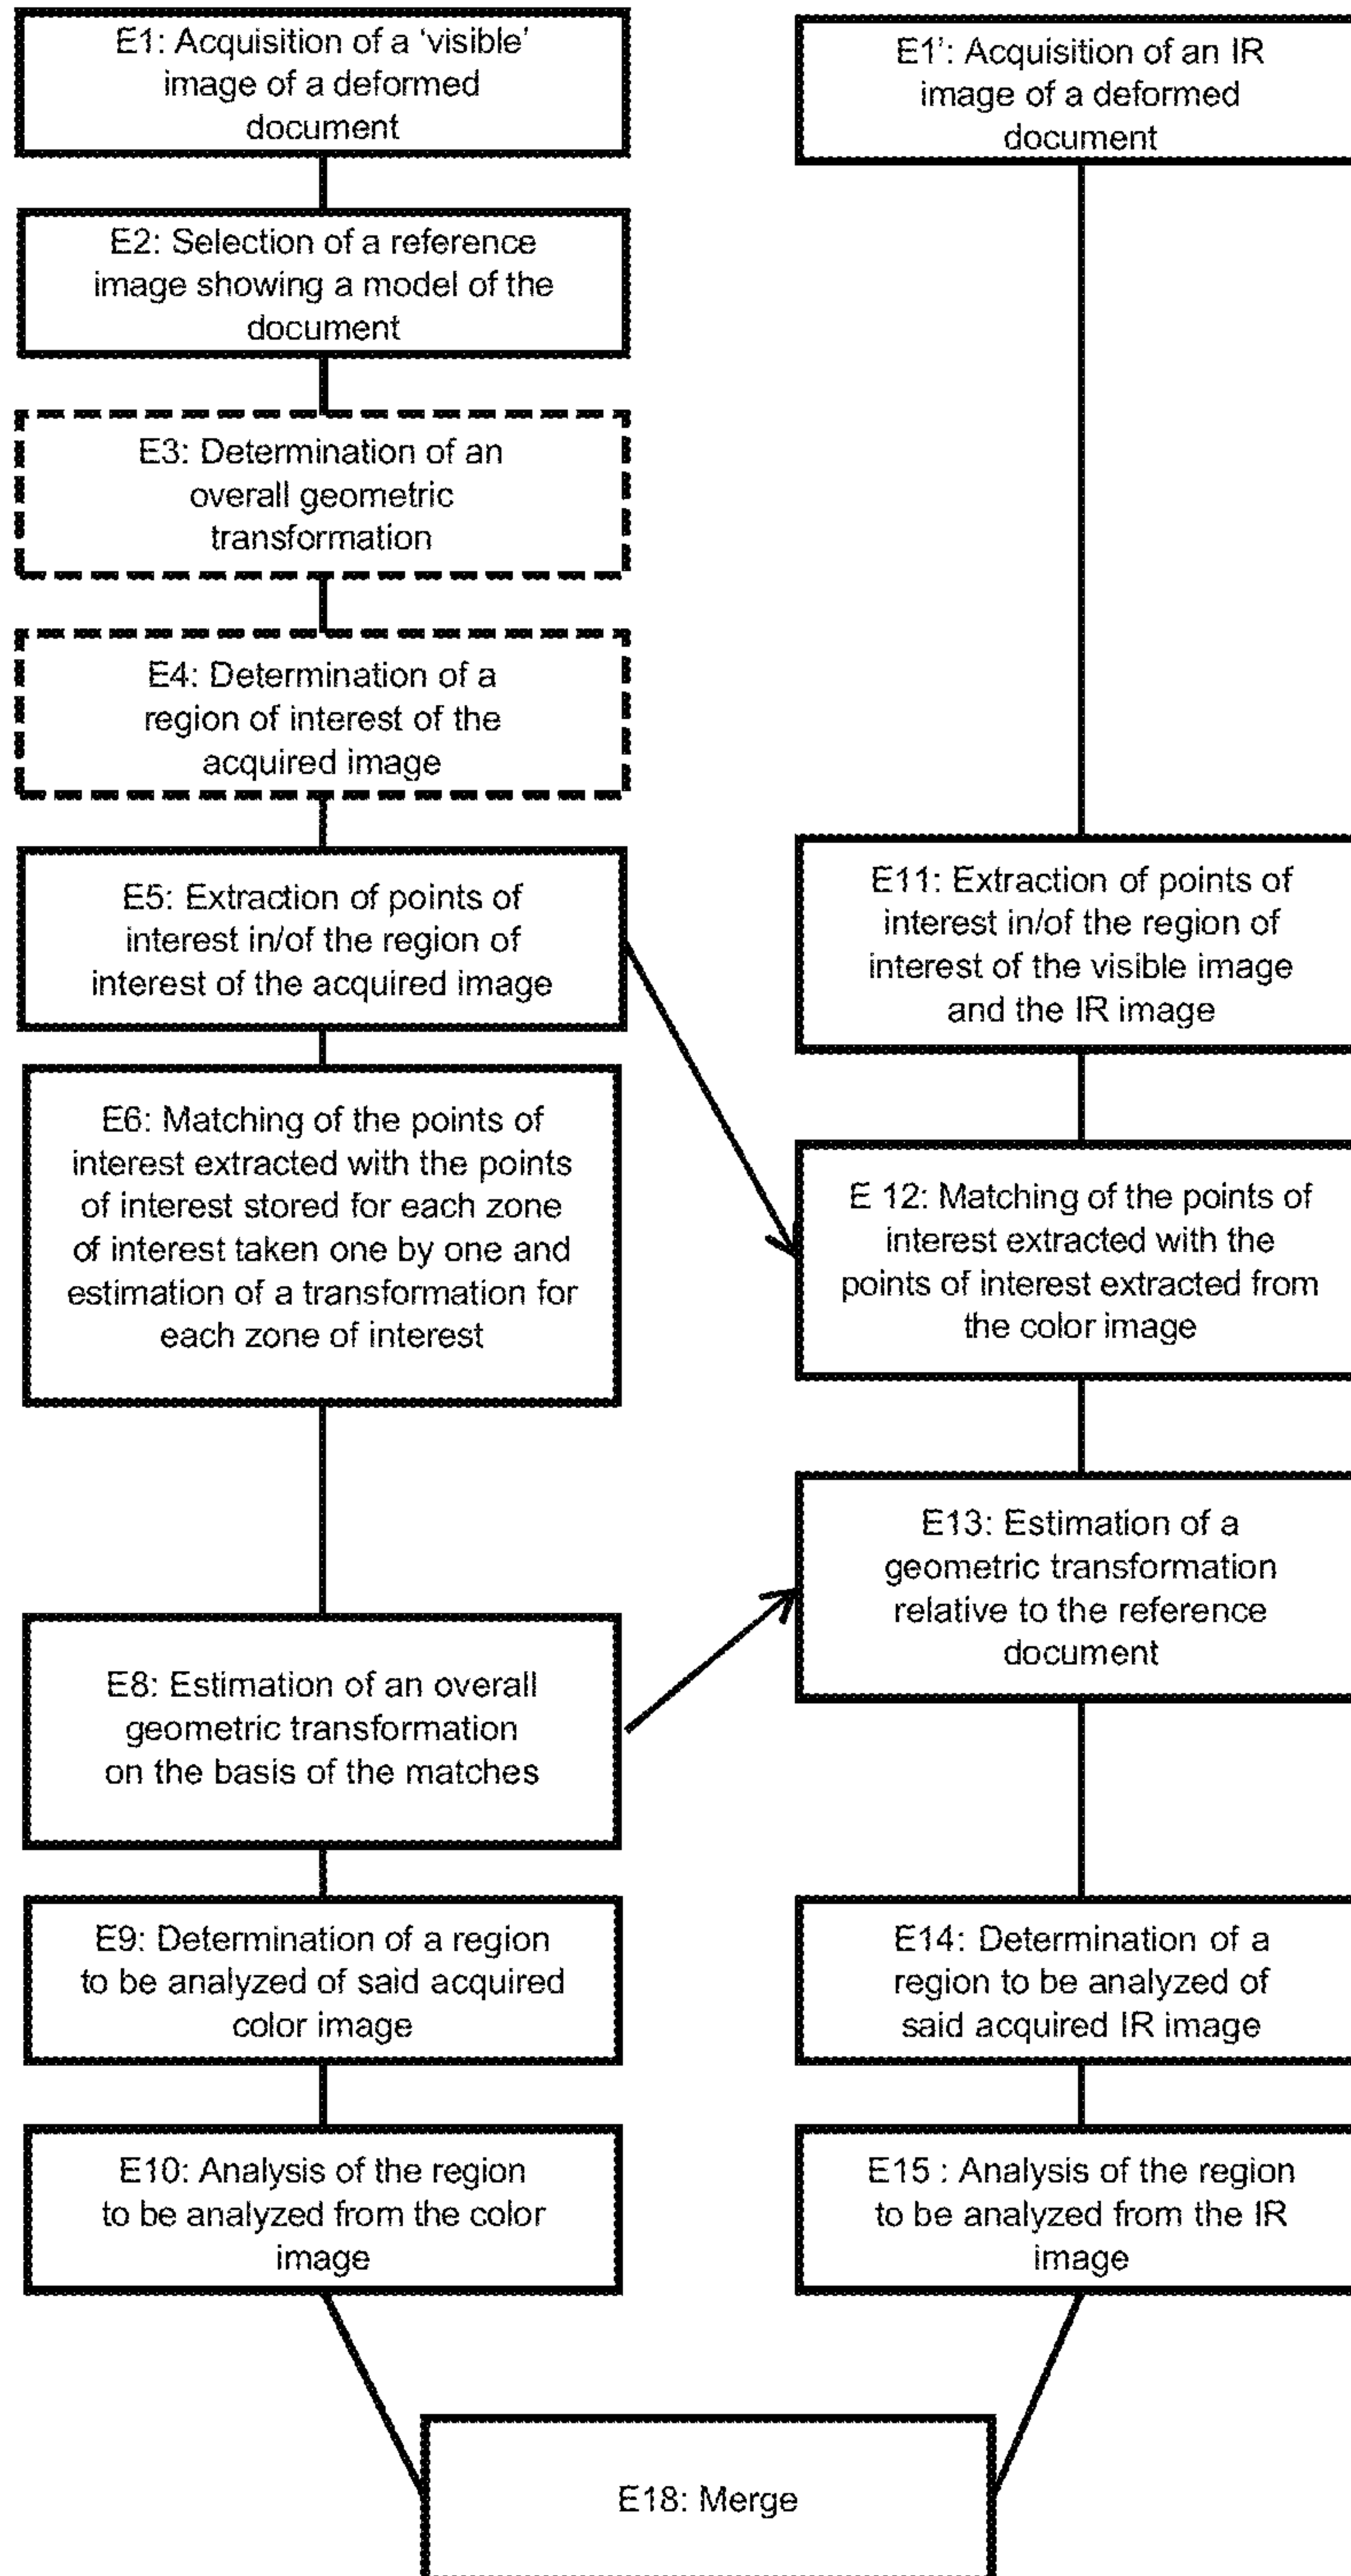 E1: Acquisition of a ‘visible’
image of a deformed
document
E2: Selection of a reference
image showing a model of the
document
E3: Determination of an
overall geometric
transformation
E4: Determination of a
region of interest of the
acquired image
E5: Extraction of points of
interest in/of the region of
interest of the acquired image
E6: Matching of the points of
interest extracted with the points
of interest stored for each zone
of interest taken one by one and
estimation of a transformation for
each zone of interest
E8: Estimation of an overall
geometric transformation
on the basis of the matches
E9: Determination of a region
to be analyzed of said acquired
color image
E10: Analysis of the region
to be analyzed from the color
image
E1’: Acquisition of an IR
image of a deformed
document
E11: Extraction of points of
interest in/of the region of
interest of the visible image
and the IR image
E 12: Matching of the points of
interest extracted with the
points of interest extracted from
the color image
E13: Estimation of a
geometric transformation
relative to the reference
document
E14: Determination of a
region to be analyzed of
said acquired IR image
E15 : Analysis of the region
to be analyzed from the IR
image
E18: Merge